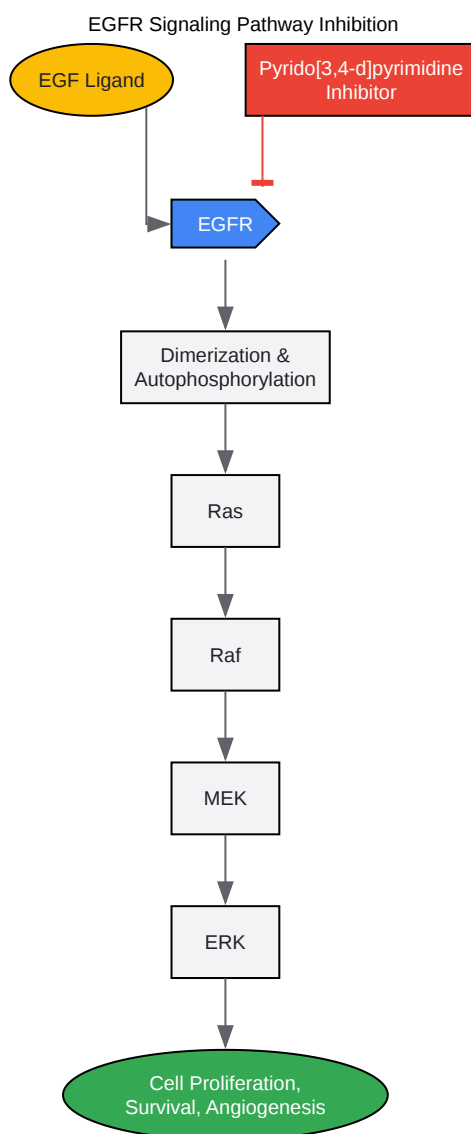 EGFR Signaling Pathway Inhibition
EGF Ligand
Pyrido[3,4-d]pyrimidine
Inhibitor
EGFR
Dimerization &
Autophosphorylation
Ras
Raf
MEK
ERK
Cell Proliferation,
Survival, Angiogenesis